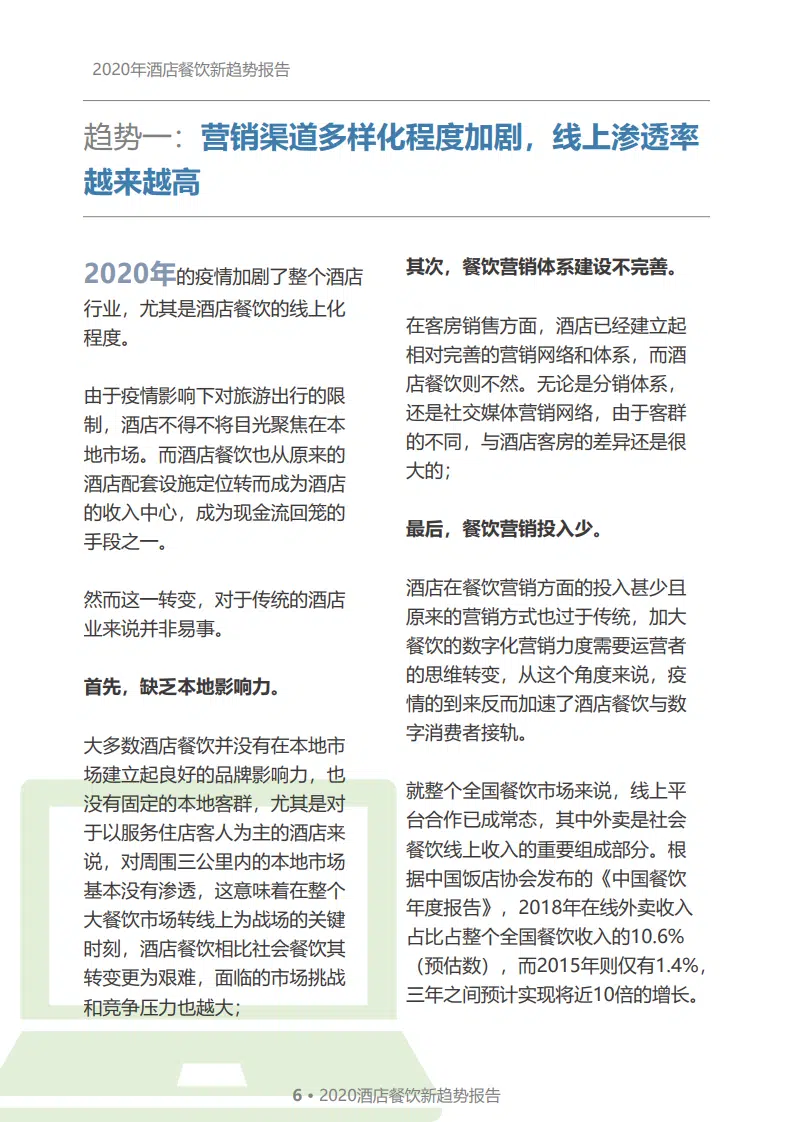 2020年酒店餐饮新趋势报告
趋势一：营销渠道多样化程度加剧，线上渗透率
越来越高
2020年的疫情加剧了整个酒店
行业，尤其是酒店餐饮的线上化
程度。
由于疫情影响下对旅游出行的限
制，酒店不得不将目光聚焦在本
地市场。而酒店餐饮也从原来的
酒店配套设施定位转而成为酒店
的收入中心，成为现金流回笼的
手段之一。
然而这一转变，对于传统的酒店
业来说并非易事。
首先，缺乏本地影响力。
大多数酒店餐饮并没有在本地市
场建立起良好的品牌影响力，也
没有固定的本地客群，尤其是对
于以服务住店客人为主的酒店来
说，对周围三公里内的本地市场
基本没有渗透，这意味着在整个
大餐饮市场转线上为战场的关键
时刻，酒店餐饮相比社会餐饮其
转变更为艰难，面临的市场挑战
和竞争压力也越大；
其次，餐饮营销体系建设不完善。
在客房销售方面，酒店已经建立起
相对完善的营销网络和体系，而酒
店餐饮则不然。无论是分销体系，
还是社交媒体营销网络，由于客群
的不同，与酒店客房的差异还是很
大的；
最后，餐饮营销投入少。
酒店在餐饮营销方面的投入甚少且
原来的营销方式也过于传统，加大
餐饮的数字化营销力度需要运营者
的思维转变，从这个角度来说，疫
情的到来反而加速了酒店餐饮与数
字消费者接轨。
就整个全国餐饮市场来说，线上平
台合作已成常态，其中外卖是社会
餐饮线上收入的重要组成部分。根
据中国饭店协会发布的《中国餐饮
年度报告》，2018年在线外卖收入
占比占整个全国餐饮收入的10.6%
（预估数），而2015年则仅有1.4%，
三年之间预计实现将近10倍的增长。
6 • 2020酒店餐饮新趋势报告